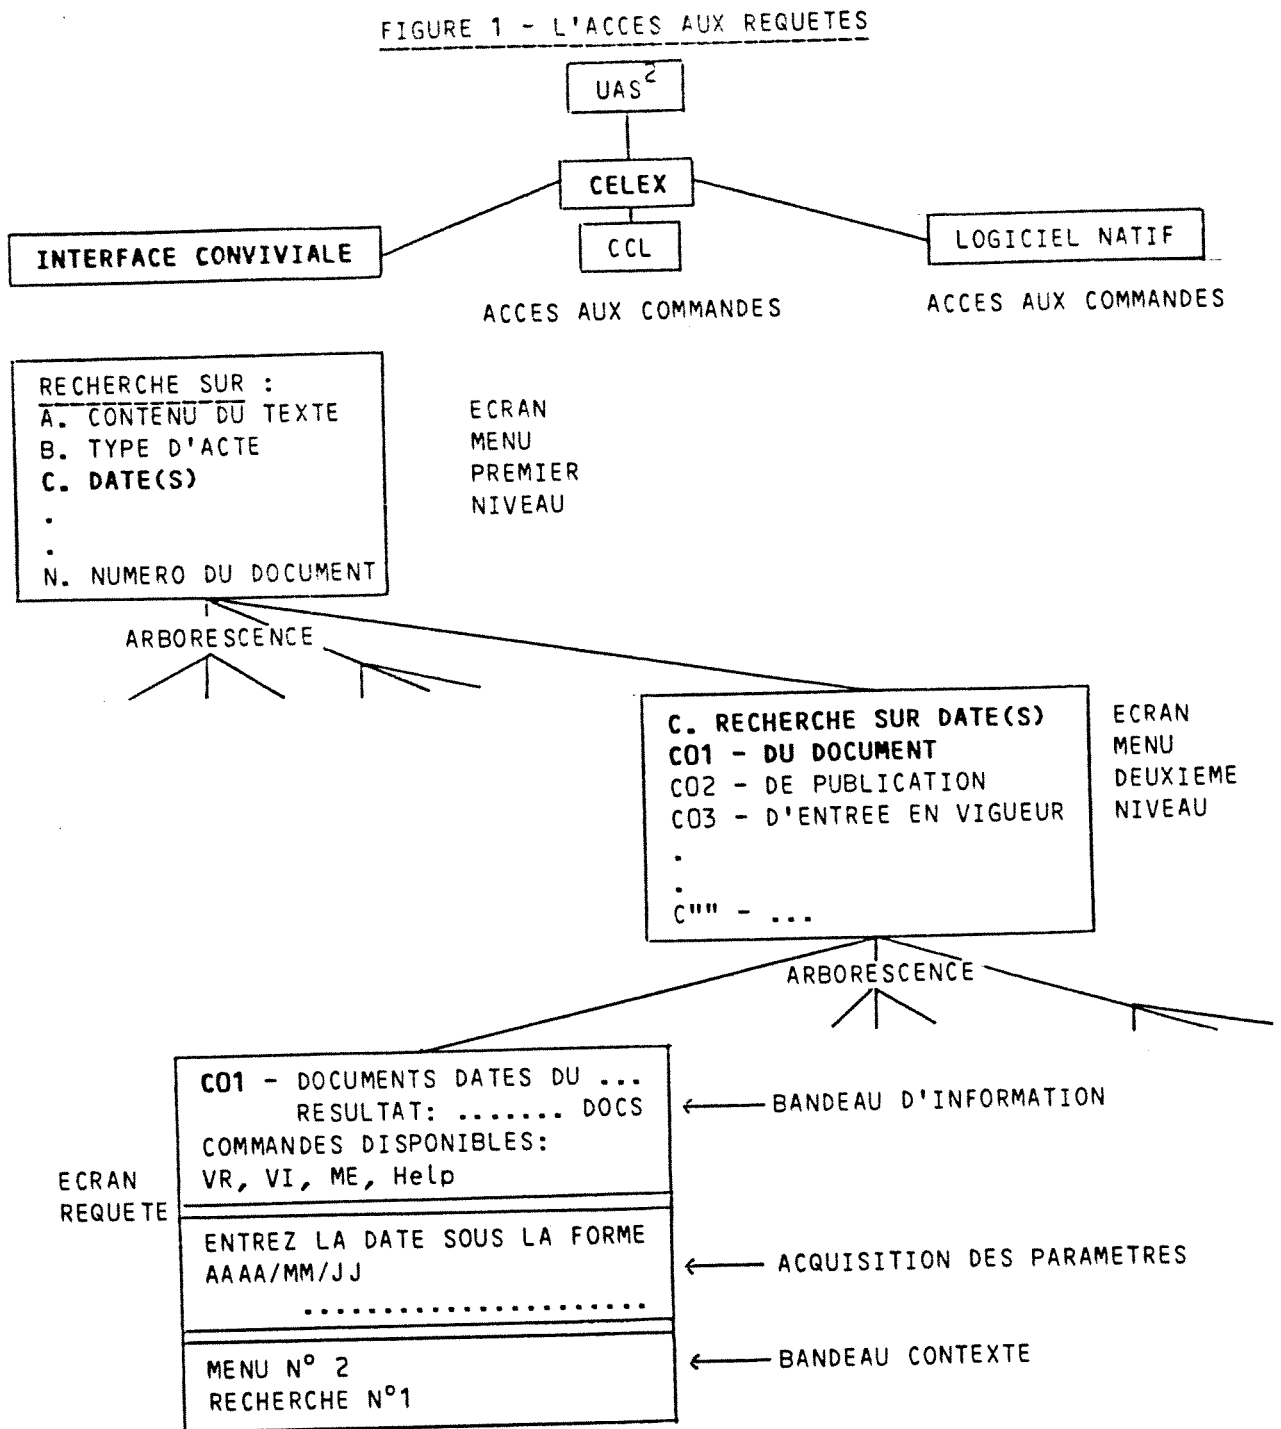 FIGURE 1 - L'ACCES AUX REQUETES
UAS²
CELEX
INTERFACE CONVIVIALE
CCL
LOGICIEL NATIF
ACCES AUX COMMANDES
ACCES AUX COMMANDES
RECHERCHE SUR :
A. CONTENU DU TEXTE
B. TYPE D'ACTE
C. DATE(S)
.
.
N. NUMERO DU DOCUMENT
ECRAN
MENU
PREMIER
NIVEAU
ARBORESCENCE
C. RECHERCHE SUR DATE(S)
CO1 - DU DOCUMENT
CO2 - DE PUBLICATION
CO3 - D'ENTREE EN VIGUEUR
.
.
C"" - ...
ECRAN
MENU
DEUXIEME
NIVEAU
ARBORESCENCE
CO1 - DOCUMENTS DATES DU ...
RESULTAT: ....... DOCS
COMMANDES DISPONIBLES:
VR, VI, ME, Help
BANDEAU D'INFORMATION
ECRAN
REQUETE
ENTREZ LA DATE SOUS LA FORME
AAAA/MM/JJ
......................
ACQUISITION DES PARAMETRES
MENU N° 2
RECHERCHE N°1
BANDEAU CONTEXTE